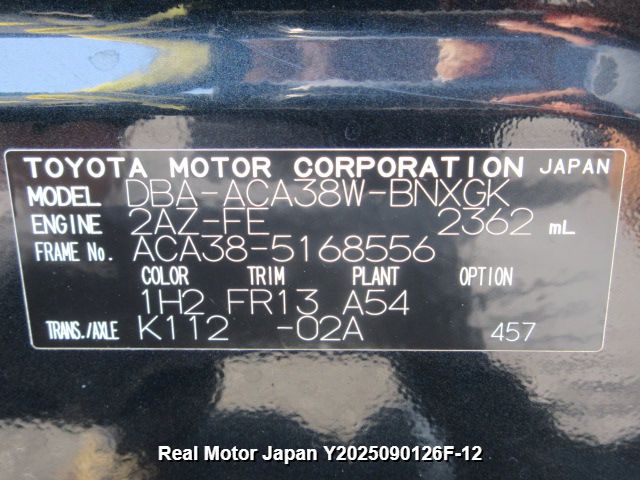 TOYOTA MOTOR CORPORATION JAPAN
MODEL DBA-ACA38W-BNXGK
ENGINE 2AZ-FE 2362 mL
FRAME No. ACA38-5168556
COLOR TRIM PLANT OPTION
1H2 FR13 A54
TRANS./AXLE K112 -02A 457
Real Motor Japan Y2025090126F-12